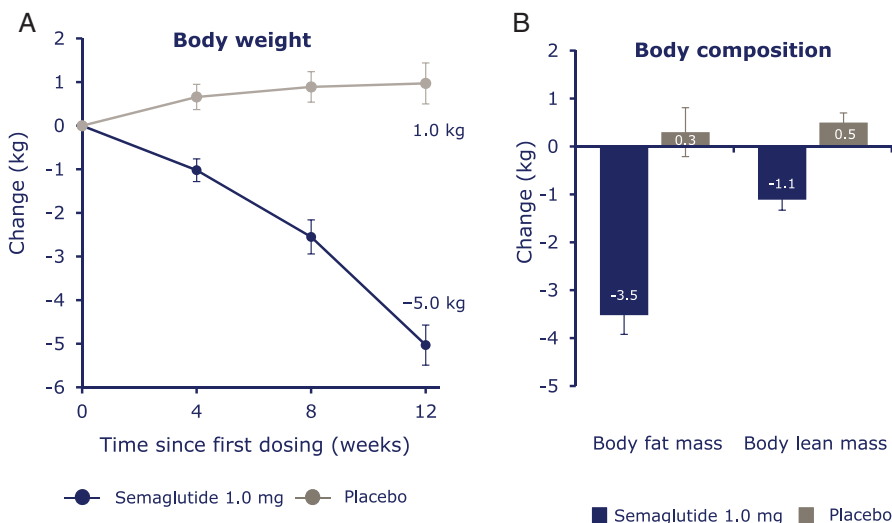 A
Body weight
2
1
0
-1
-2
-3
-4
-5
-6
Change (kg)
1.0 kg
−5.0 kg
0 4 8 12
Time since first dosing (weeks)
Semaglutide 1.0 mg Placebo
B
Body composition
2
1
0
-1
-2
-3
-4
-5
Change (kg)
0.3
0.5
-3.5
-1.1
Body fat mass Body lean mass
Semaglutide 1.0 mg Placebo